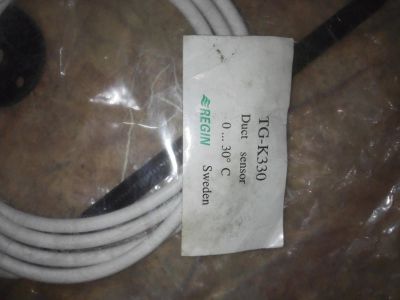 TG-K330
Duct sensor
0 ... 30° C
REGIN Sweden